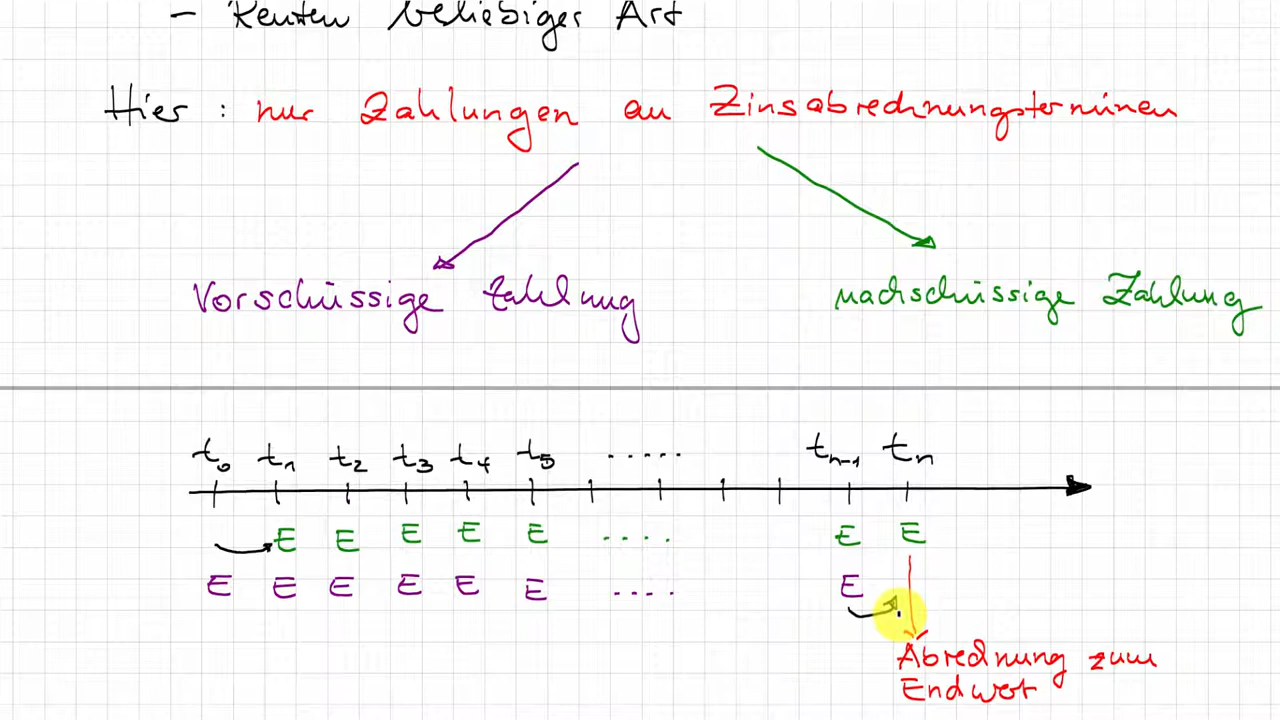 - Renten beliebiger Art
Hier : nur Zahlungen an Zinsabrechnungsterminen
Vorschüssige Zahlung nachschüssige Zahlung
t₀ t₁ t₂ t₃ t₄ t₅ ..... tₙ₋₁ tₙ
E E E E E .... E E
E E E E E E .... E
Abrechnung zum
Endwert